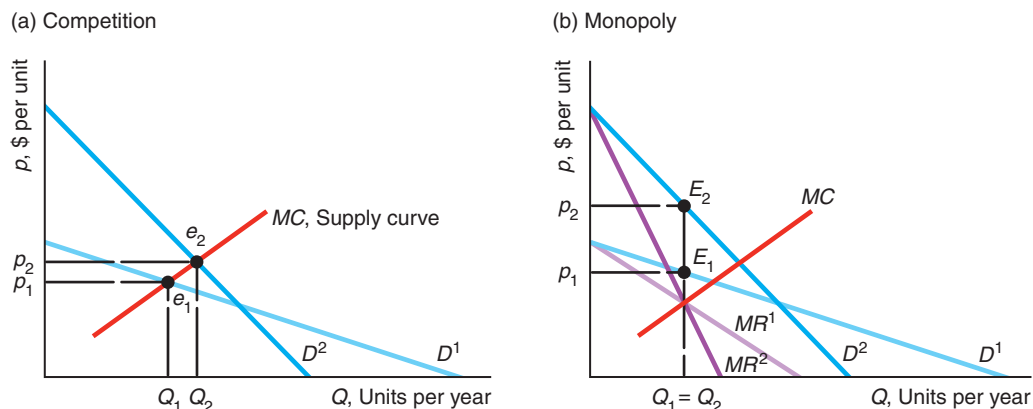 (a) Competition
p, $ per unit
MC, Supply curve
e₂
p₂
p₁
e₁
D²
D¹
Q₁ Q₂
Q, Units per year
(b) Monopoly
p, $ per unit
E₂
MC
p₂
E₁
p₁
MR¹
MR²
D²
D¹
Q₁ = Q₂
Q, Units per year